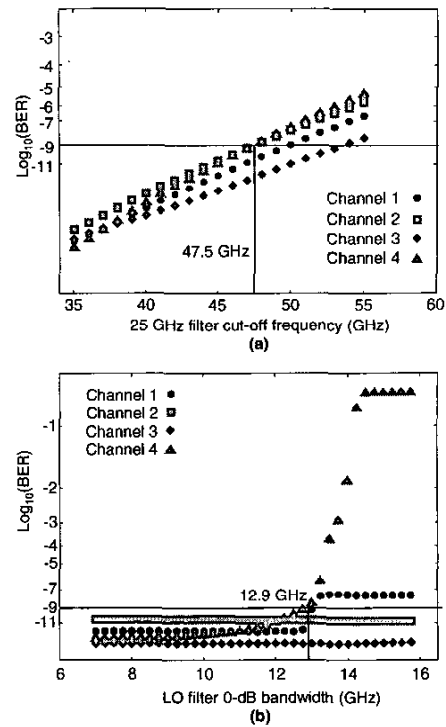 -3
-5
-6
-7
-9
-11
Log10(BER)
Channel 1
Channel 2
Channel 3
Channel 4
47.5 GHz
35 40 45 50 55 60
25 GHz filter cut-off frequency (GHz)
(a)
Channel 1
Channel 2
Channel 3
Channel 4
-1
-2
-3
-4
-5
-7
-9
-11
Log10(BER)
12.9 GHz
6 8 10 12 14 16
LO filter 0-dB bandwidth (GHz)
(b)